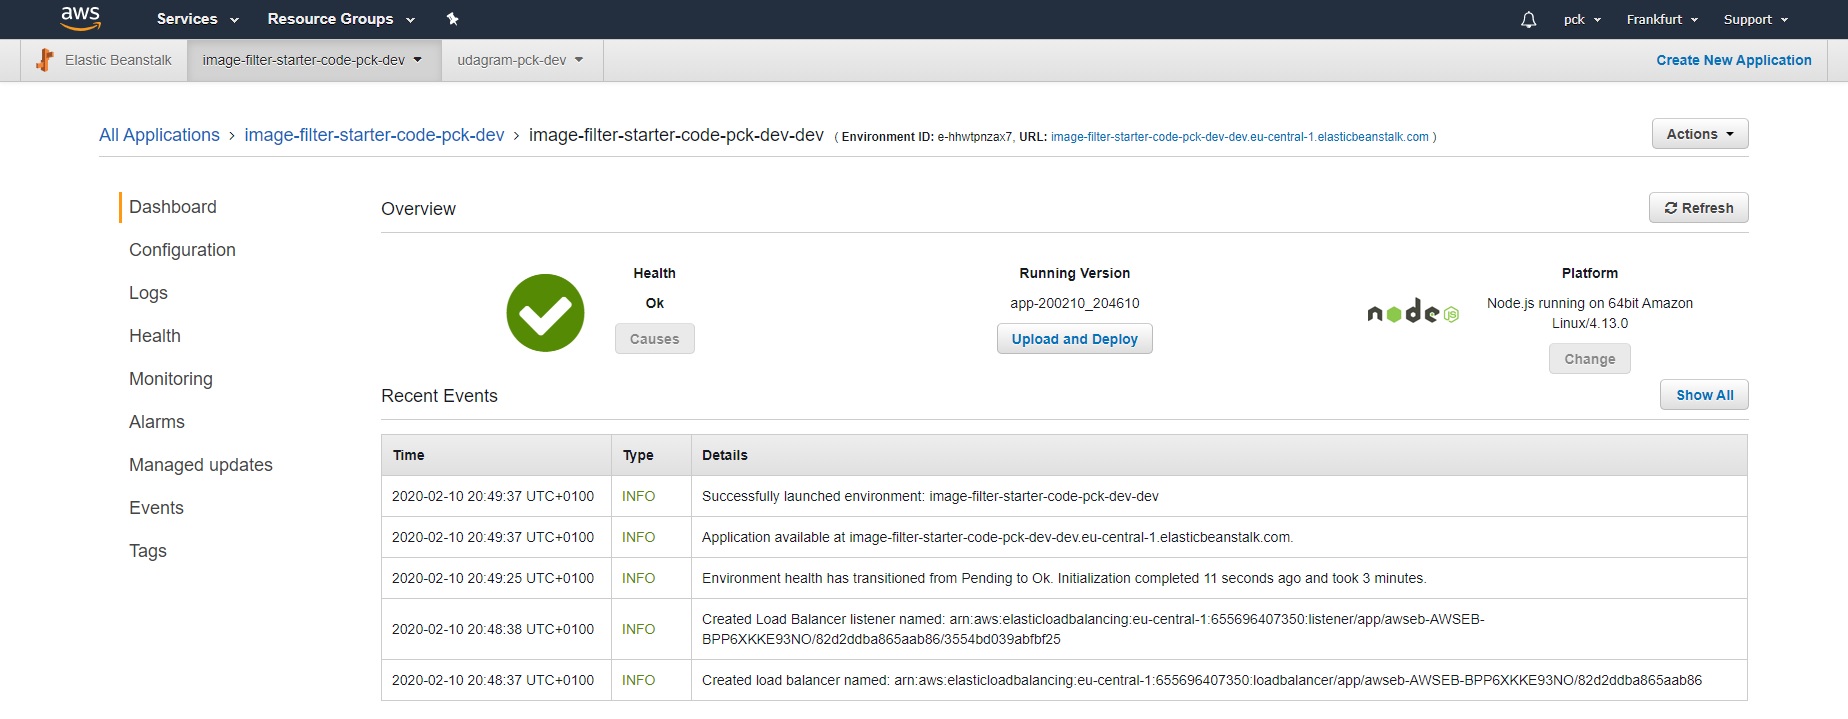 aws Services Resource Groups pck Frankfurt Support
Elastic Beanstalk image-filter-starter-code-pck-dev udagram-pck-dev Create New Application
All Applications > image-filter-starter-code-pck-dev > image-filter-starter-code-pck-dev-dev ( Environment ID: e-hhwtpnzax7, URL: image-filter-starter-code-pck-dev-dev.eu-central-1.elasticbeanstalk.com ) Actions
Dashboard
Configuration
Logs
Health
Monitoring
Alarms
Managed updates
Events
Tags
Overview Refresh
Health
Ok
Causes
Running Version
app-200210_204610
Upload and Deploy
node JS
Platform
Node.js running on 64bit Amazon
Linux/4.13.0
Change
Recent Events Show All
Time Type Details
2020-02-10 20:49:37 UTC+0100 INFO Successfully launched environment: image-filter-starter-code-pck-dev-dev
2020-02-10 20:49:37 UTC+0100 INFO Application available at image-filter-starter-code-pck-dev-dev.eu-central-1.elasticbeanstalk.com.
2020-02-10 20:49:25 UTC+0100 INFO Environment health has transitioned from Pending to Ok. Initialization completed 11 seconds ago and took 3 minutes.
2020-02-10 20:48:38 UTC+0100 INFO Created Load Balancer listener named: arn:aws:elasticloadbalancing:eu-central-1:655696407350:listener/app/awseb-AWSEB-
BPP6XKKE93NO/82d2ddba865aab86/3554bd039abfbf25
2020-02-10 20:48:37 UTC+0100 INFO Created load balancer named: arn:aws:elasticloadbalancing:eu-central-1:655696407350:loadbalancer/app/awseb-AWSEB-BPP6XKKE93NO/82d2ddba865aab86